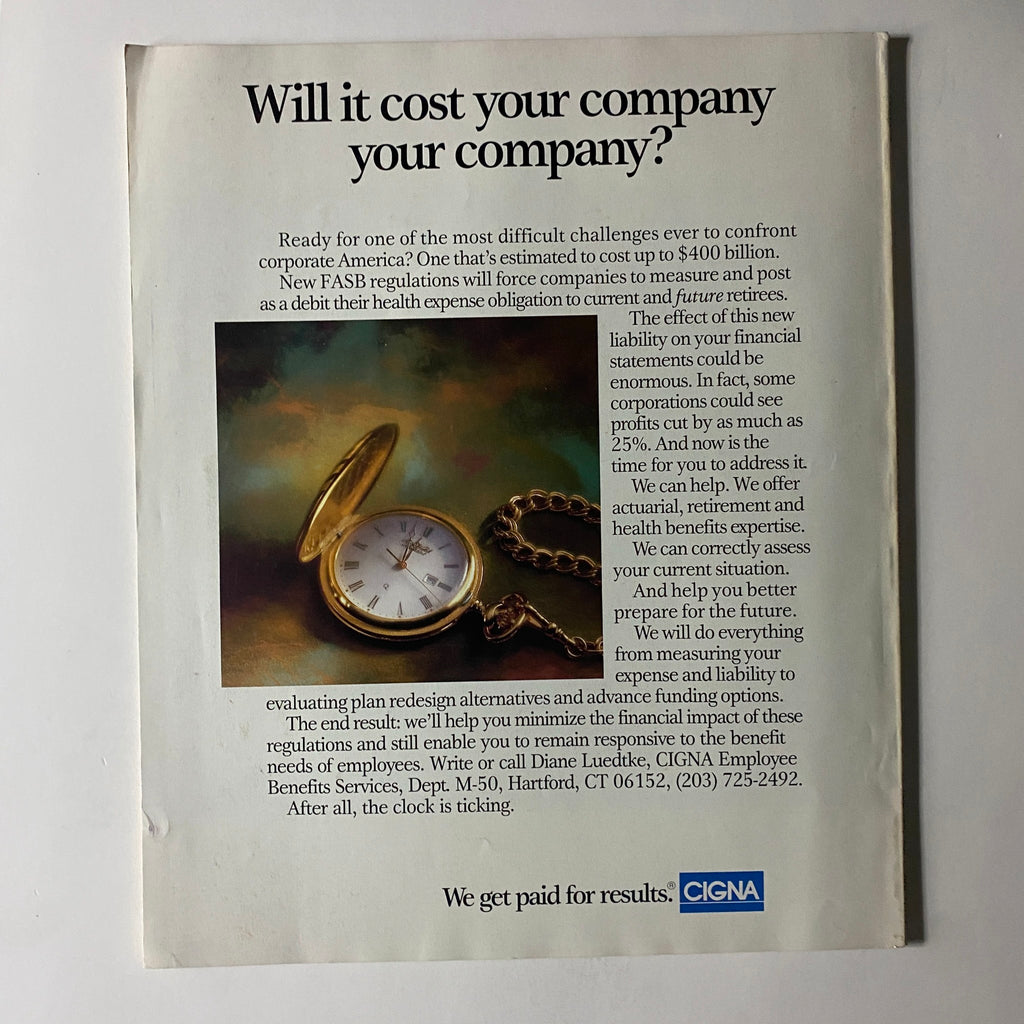 Will it cost your company
your company?
Ready for one of the most difficult challenges ever to confront
corporate America? One that's estimated to cost up to $400 billion.
New FASB regulations will force companies to measure and post
as a debit their health expense obligation to current and future retirees.
The effect of this new
liability on your financial
statements could be
enormous. In fact, some
corporations could see
profits cut by as much as
25%. And now is the
time for you to address it.
We can help. We offer
actuarial, retirement and
health benefits expertise.
We can correctly assess
your current situation.
And help you better
prepare for the future.
We will do everything
from measuring your
expense and liability to
evaluating plan redesign alternatives and advance funding options.
The end result: we'll help you minimize the financial impact of these
regulations and still enable you to remain responsive to the benefit
needs of employees. Write or call Diane Luedtke, CIGNA Employee
Benefits Services, Dept. M-50, Hartford, CT 06152, (203) 725-2492.
After all, the clock is ticking.
We get paid for results.® CIGNA